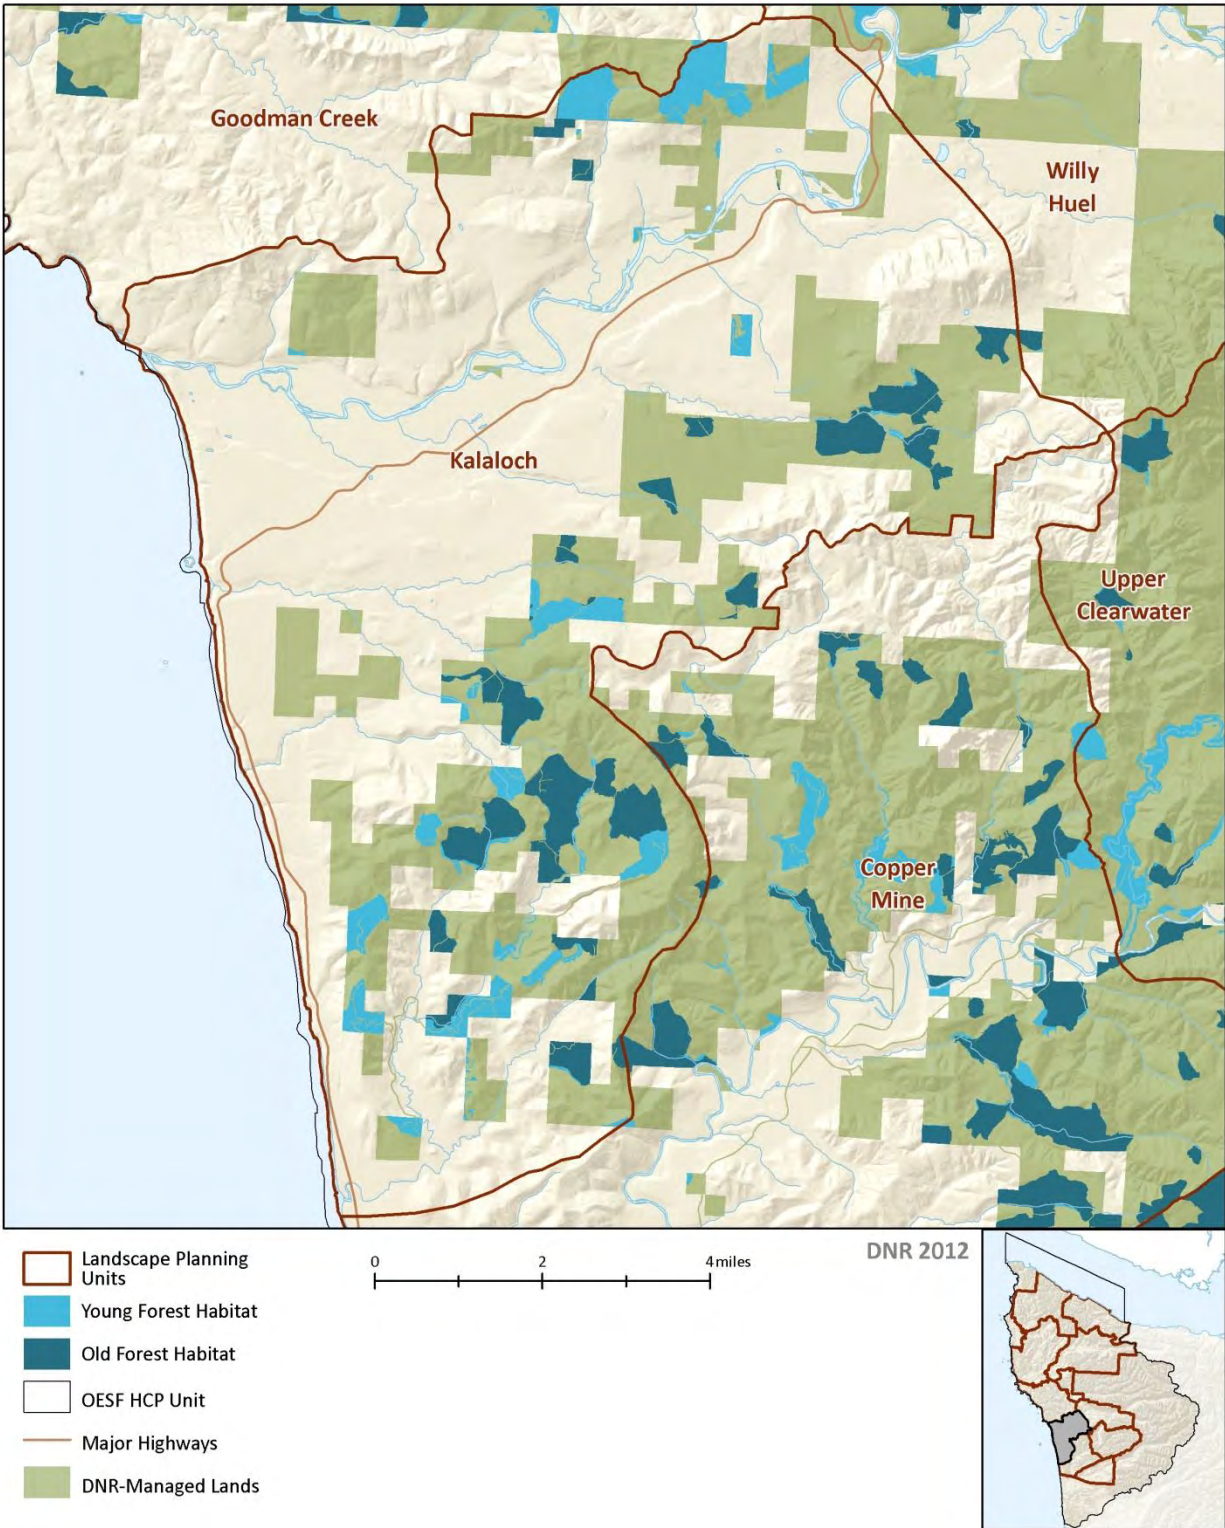 Goodman Creek
Willy
Huel
Kalaloch
Upper
Clearwater
Copper
Mine
Landscape Planning
Units
Young Forest Habitat
Old Forest Habitat
OESF HCP Unit
Major Highways
DNR-Managed Lands
0 2 4 miles
DNR 2012